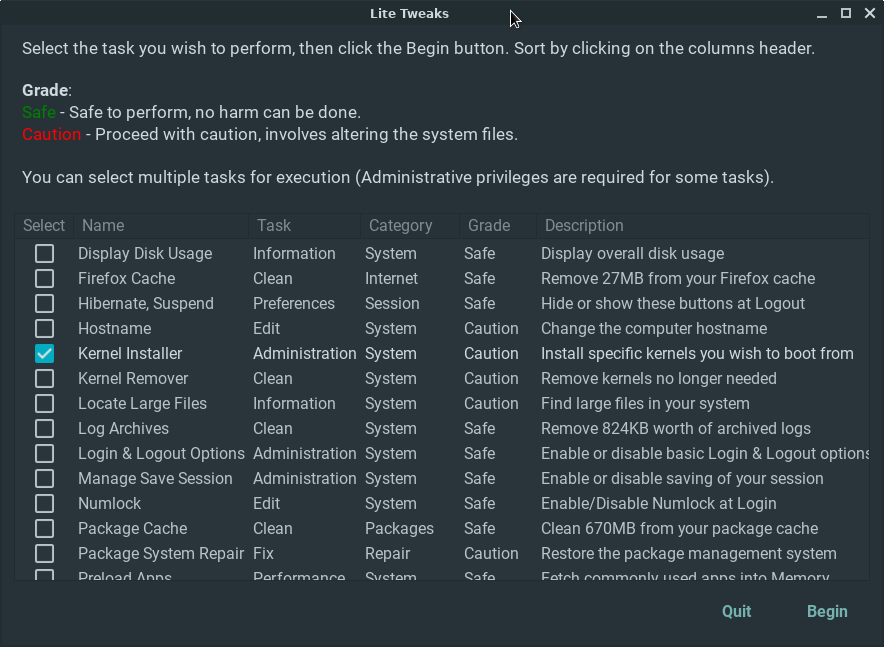 Lite Tweaks
Select the task you wish to perform, then click the Begin button. Sort by clicking on the columns header.
Grade:
Safe - Safe to perform, no harm can be done.
Caution - Proceed with caution, involves altering the system files.
You can select multiple tasks for execution (Administrative privileges are required for some tasks).
Select Name Task Category Grade Description
Display Disk Usage Information System Safe Display overall disk usage
Firefox Cache Clean Internet Safe Remove 27MB from your Firefox cache
Hibernate, Suspend Preferences Session Safe Hide or show these buttons at Logout
Hostname Edit System Caution Change the computer hostname
Kernel Installer Administration System Caution Install specific kernels you wish to boot from
Kernel Remover Clean System Caution Remove kernels no longer needed
Locate Large Files Information System Caution Find large files in your system
Log Archives Clean System Safe Remove 824KB worth of archived logs
Login & Logout Options Administration System Safe Enable or disable basic Login & Logout options
Manage Save Session Administration System Safe Enable or disable saving of your session
Numlock Edit System Safe Enable/Disable Numlock at Login
Package Cache Clean Packages Safe Clean 670MB from your package cache
Package System Repair Fix Repair Caution Restore the package management system
Preload Apps Performance System Safe Fetch commonly used apps into Memory
Quit Begin